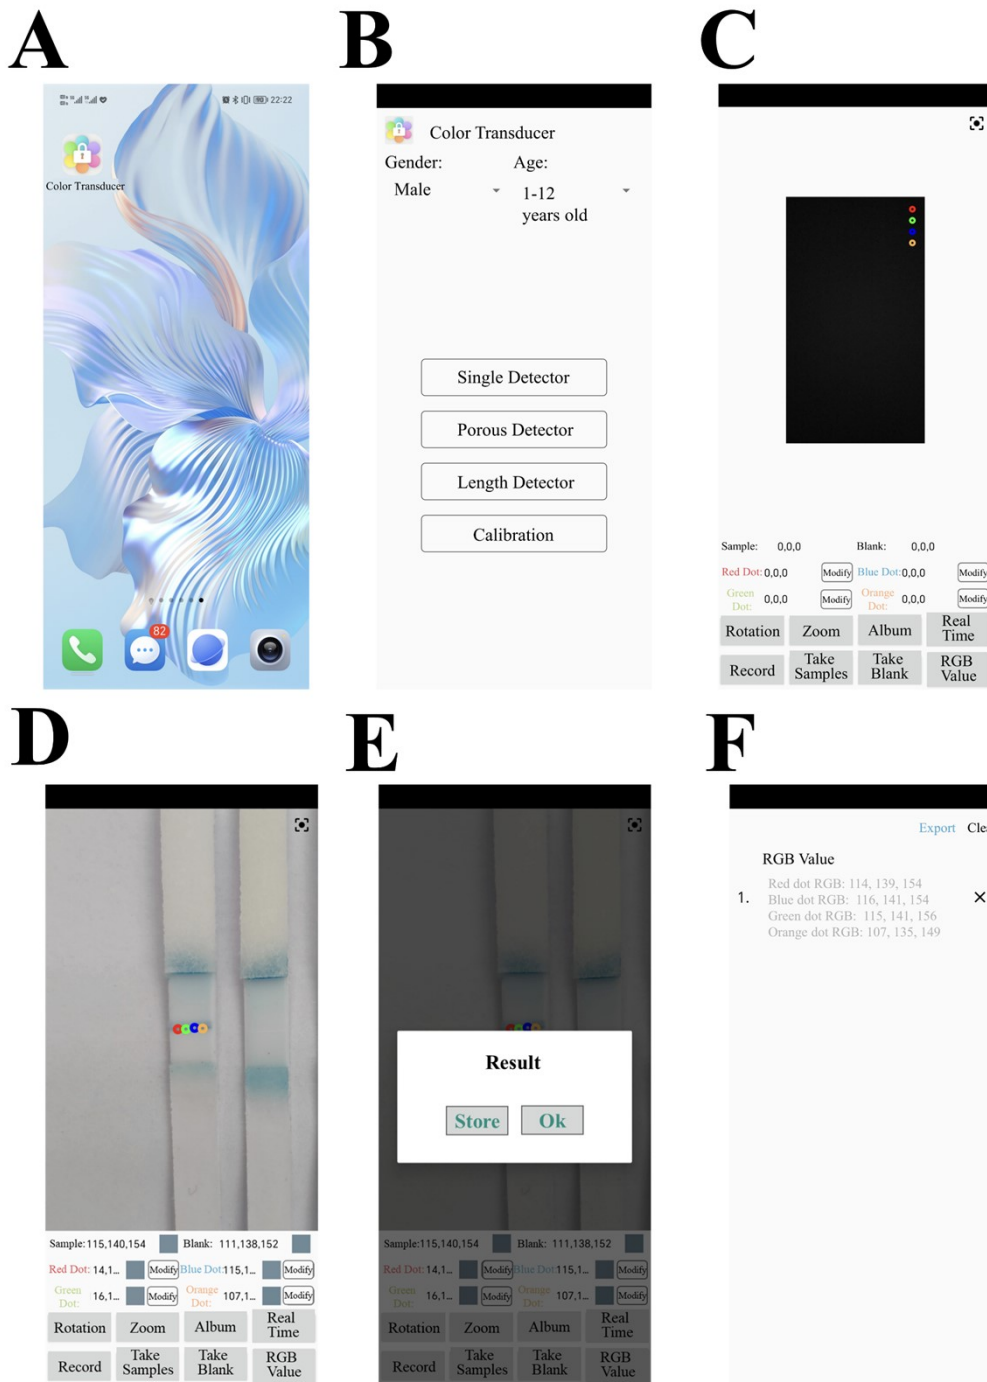 A
B
C
22:22
Color Transducer
82
Color Transducer
Gender:
Age:
Male
1-12
years old
Single Detector
Porous Detector
Length Detector
Calibration
Sample: 0,0,0
Blank: 0,0,0
Red Dot: 0,0,0
Modify
Blue Dot: 0,0,0
Modify
Green
Dot: 0,0,0
Modify
Orange
Dot: 0,0,0
Modify
Rotation
Zoom
Album
Real
Time
Record
Take
Samples
Take
Blank
RGB
Value
D
E
F
Sample:115,140,154
Blank: 111,138,152
Red Dot: 14,1...
Modify
Blue Dot:115,1...
Modify
Green
Dot: 16,1...
Modify
Orange
Dot: 107,1...
Modify
Rotation
Zoom
Album
Real
Time
Record
Take
Samples
Take
Blank
RGB
Value
Result
Store
Ok
Sample:115,140,154
Blank: 111,138,152
Red Dot: 14,1...
Modify
Blue Dot:115,1...
Modify
Green
Dot: 16,1...
Modify
Orange
Dot: 107,1...
Modify
Rotation
Zoom
Album
Real
Time
Record
Take
Samples
Take
Blank
RGB
Value
Export
Clea
RGB Value
1.
Red dot RGB: 114, 139, 154
Blue dot RGB: 116, 141, 154
Green dot RGB: 115, 141, 156
Orange dot RGB: 107, 135, 149